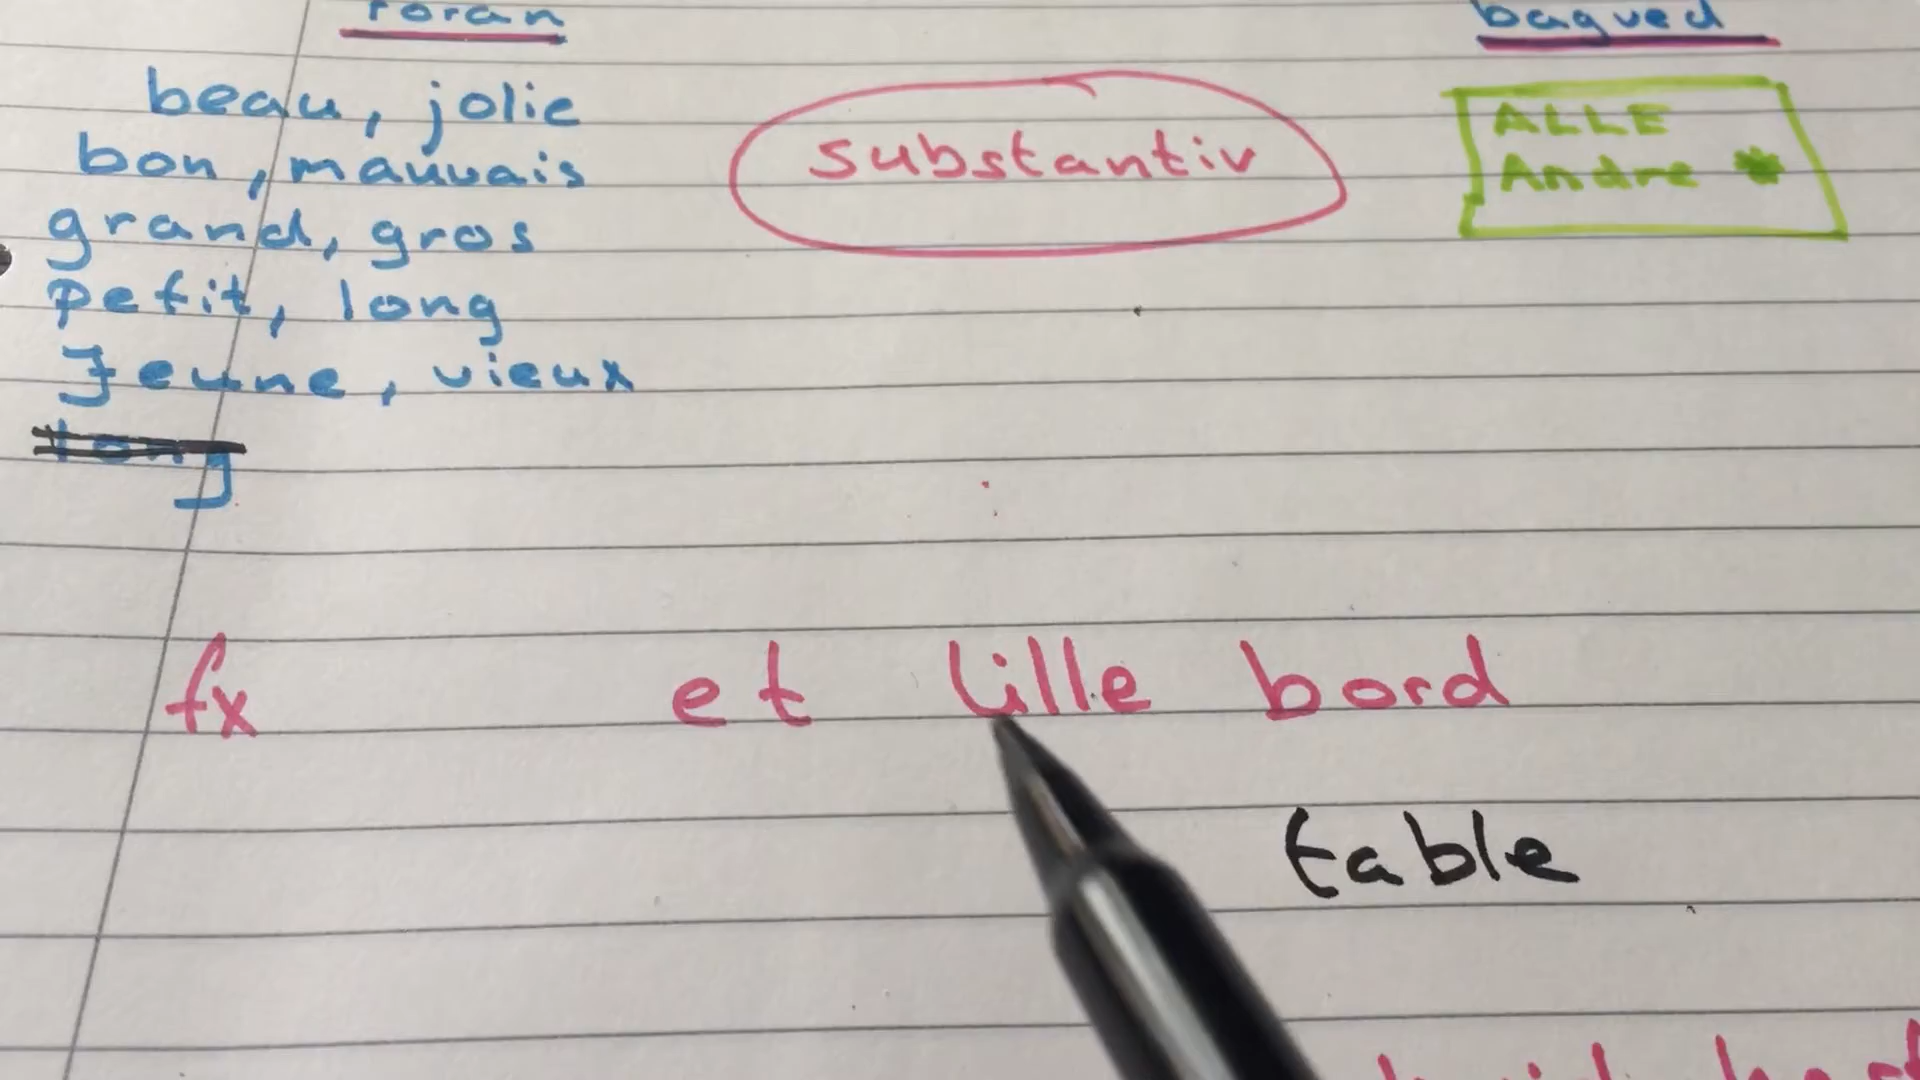 foran
bagved
beau, jolie
bon, mauvais
grand, gros
petit, long
Jeune, vieux
long
substantiv
ALLE
Andre *
fx et lille bord
table